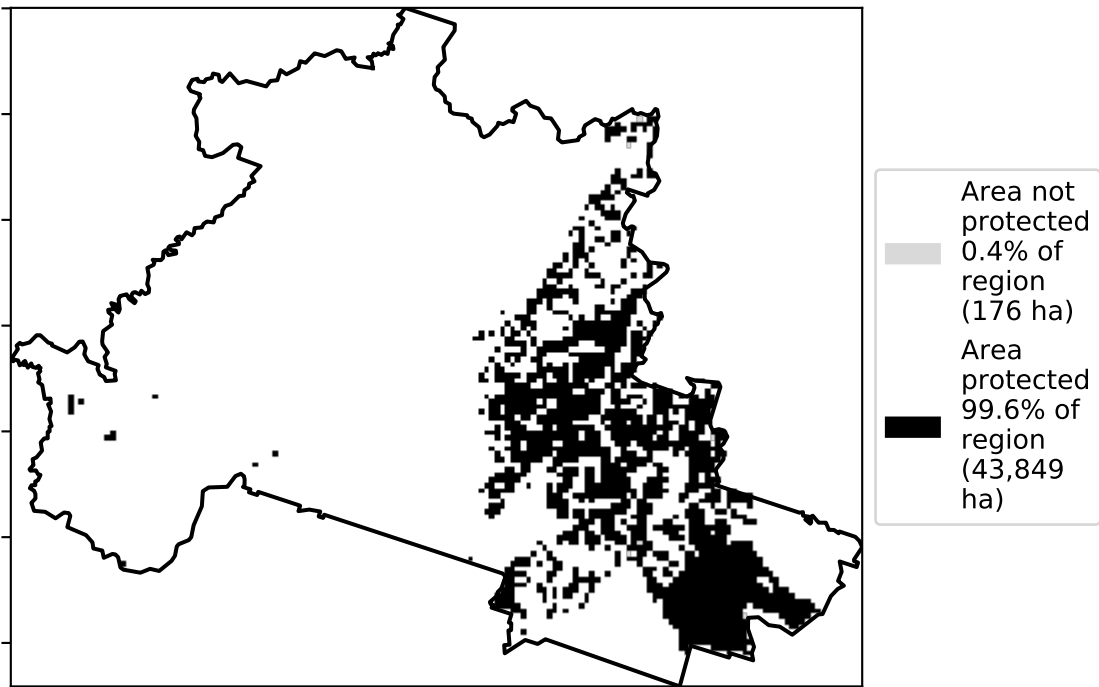 Area not
protected
0.4% of
region
(176 ha)
Area
protected
99.6% of
region
(43,849
ha)